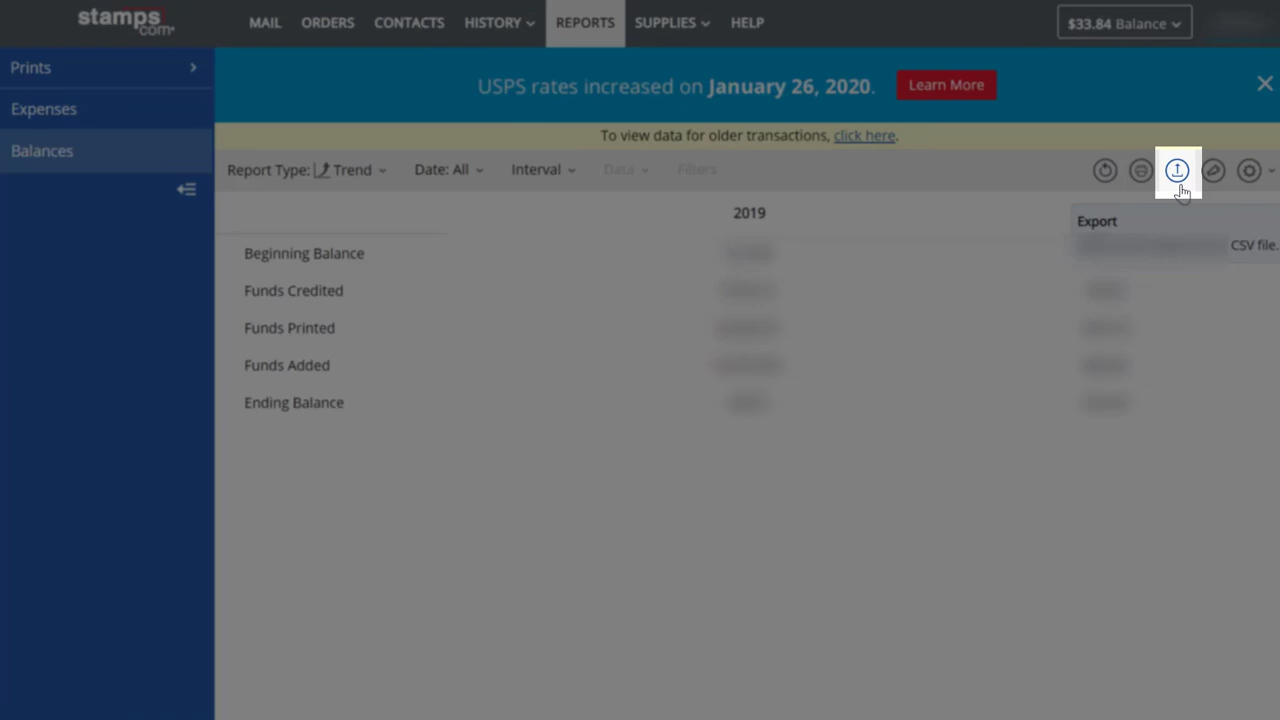 stamps.com
MAIL ORDERS CONTACTS HISTORY REPORTS SUPPLIES HELP $33.84 Balance
Prints
Expenses
Balances
USPS rates increased on January 26, 2020. Learn More
To view data for older transactions, click here.
Report Type: Trend Date: All Interval Data Filters
Export
CSV file.
2019
Beginning Balance
Funds Credited
Funds Printed
Funds Added
Ending Balance